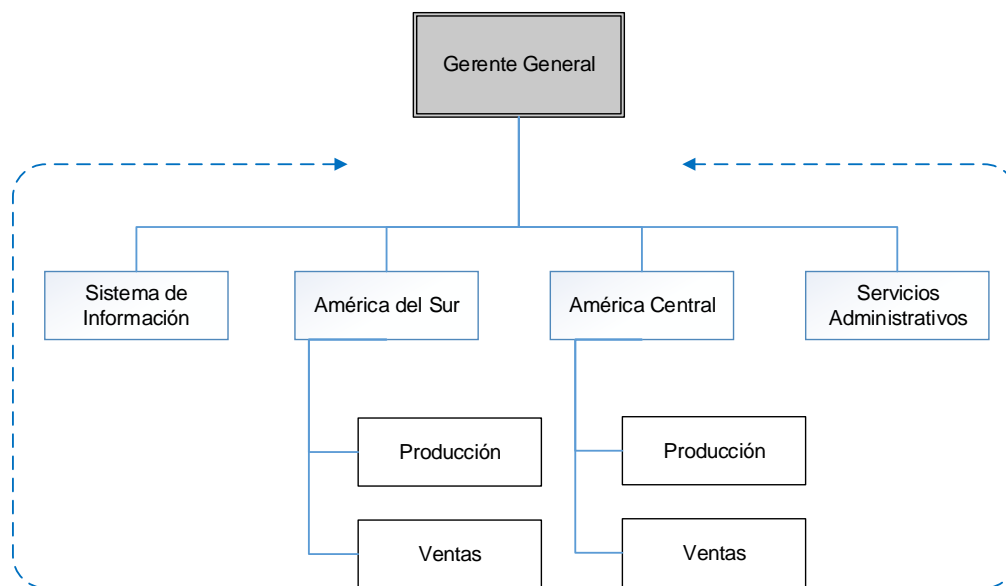 Gerente General
Sistema de
Información
América del Sur
América Central
Servicios
Administrativos
Producción
Producción
Ventas
Ventas